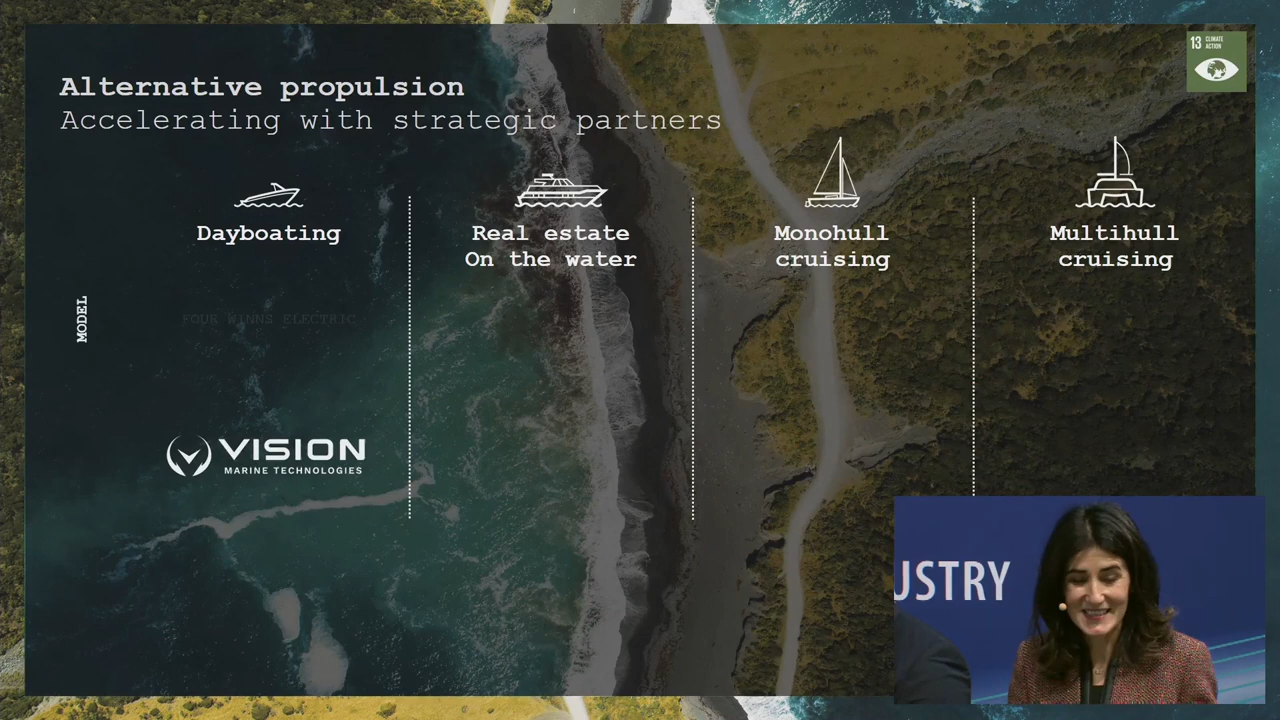 13 CLIMATE
ACTION
Alternative propulsion
Accelerating with strategic partners
Dayboating
Real estate
On the water
Monohull
cruising
Multihull
cruising
MODEL
FOUR WINNS ELECTRIC
VISION
MARINE TECHNOLOGIES
USTRY